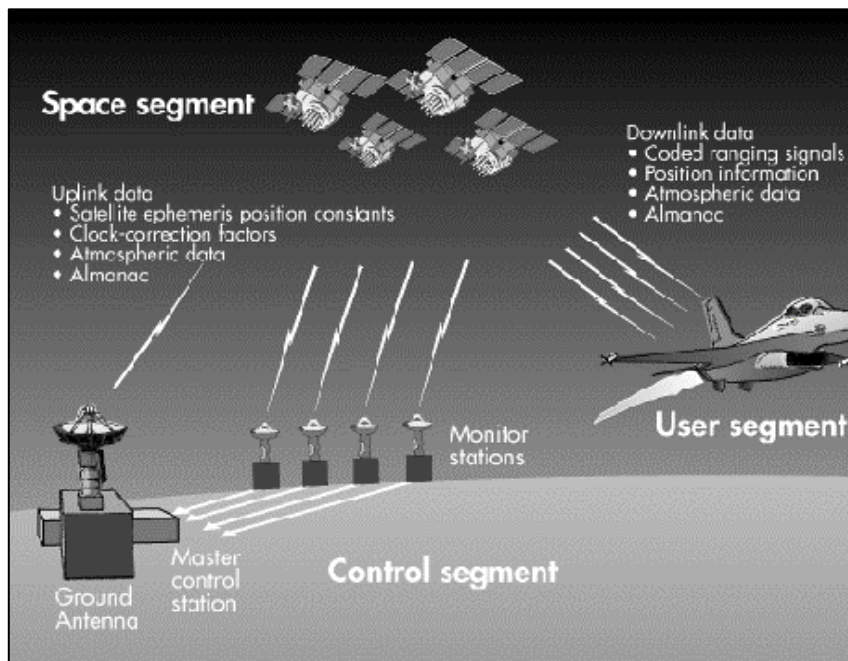 Space segment
Uplink data
• Satellite ephemeris position constants
• Clock-correction factors
• Atmospheric data
• Almanac
Downlink data
• Coded ranging signals
• Position information
• Atmospheric data
• Almanac
User segment
Monitor
stations
Master
control
station
Ground
Antenna
Control segment